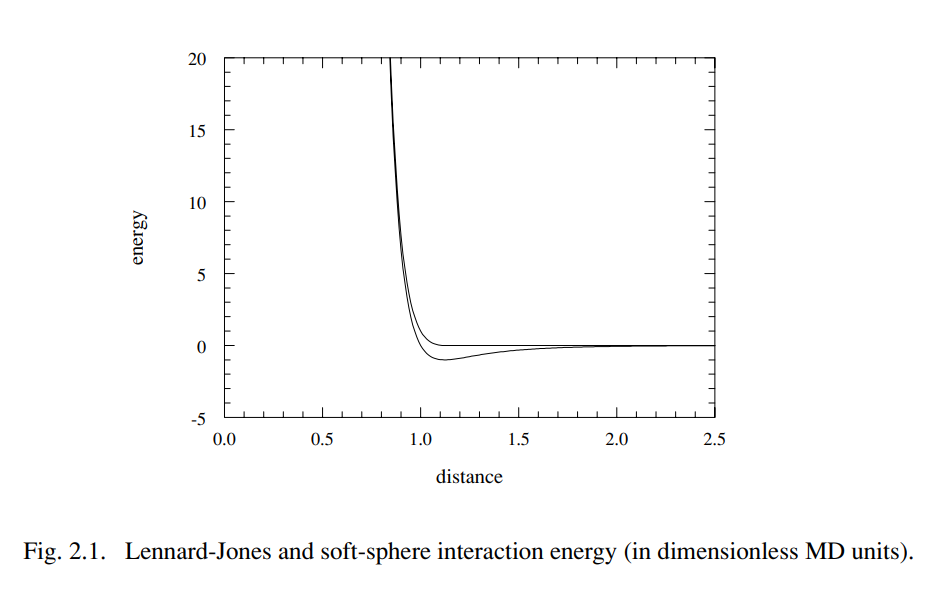 20
15
10
5
0
-5
energy
0.0 0.5 1.0 1.5 2.0 2.5
distance
Fig. 2.1. Lennard-Jones and soft-sphere interaction energy (in dimensionless MD units).